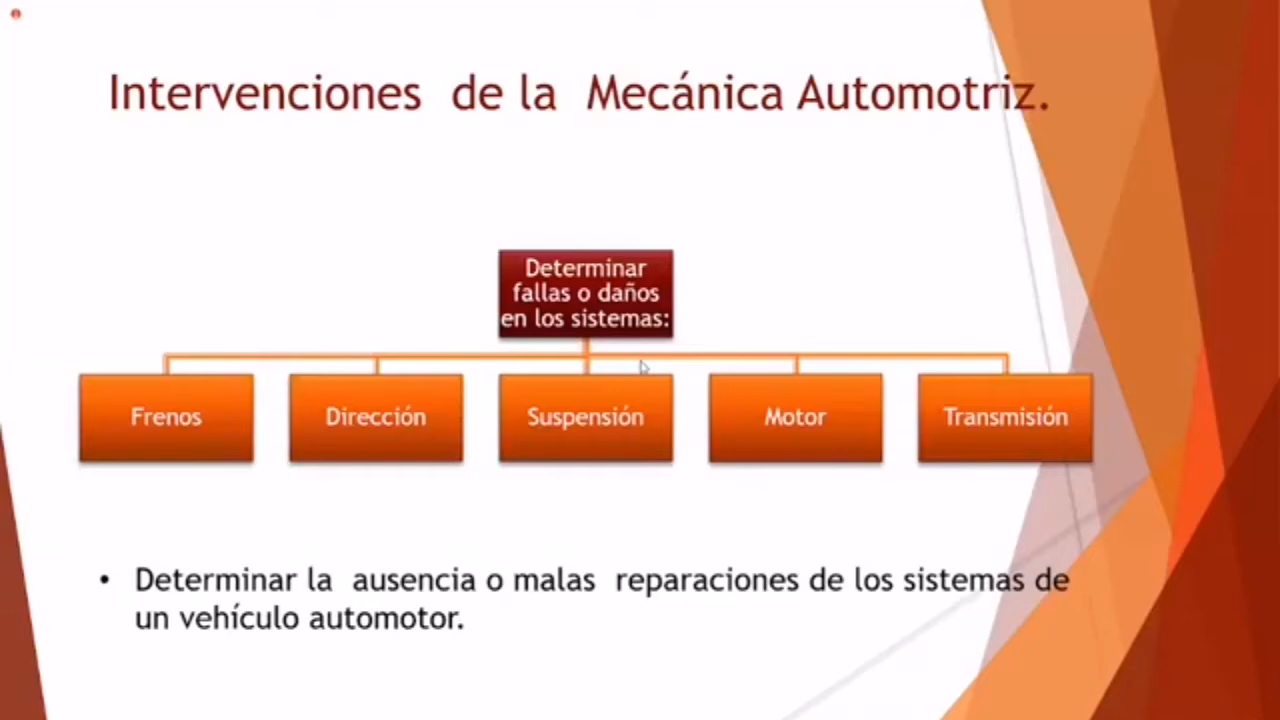 Intervenciones de la Mecánica Automotriz.
Determinar
fallas o daños
en los sistemas:
Frenos
Dirección
Suspensión
Motor
Transmisión
• Determinar la ausencia o malas reparaciones de los sistemas de
un vehículo automotor.